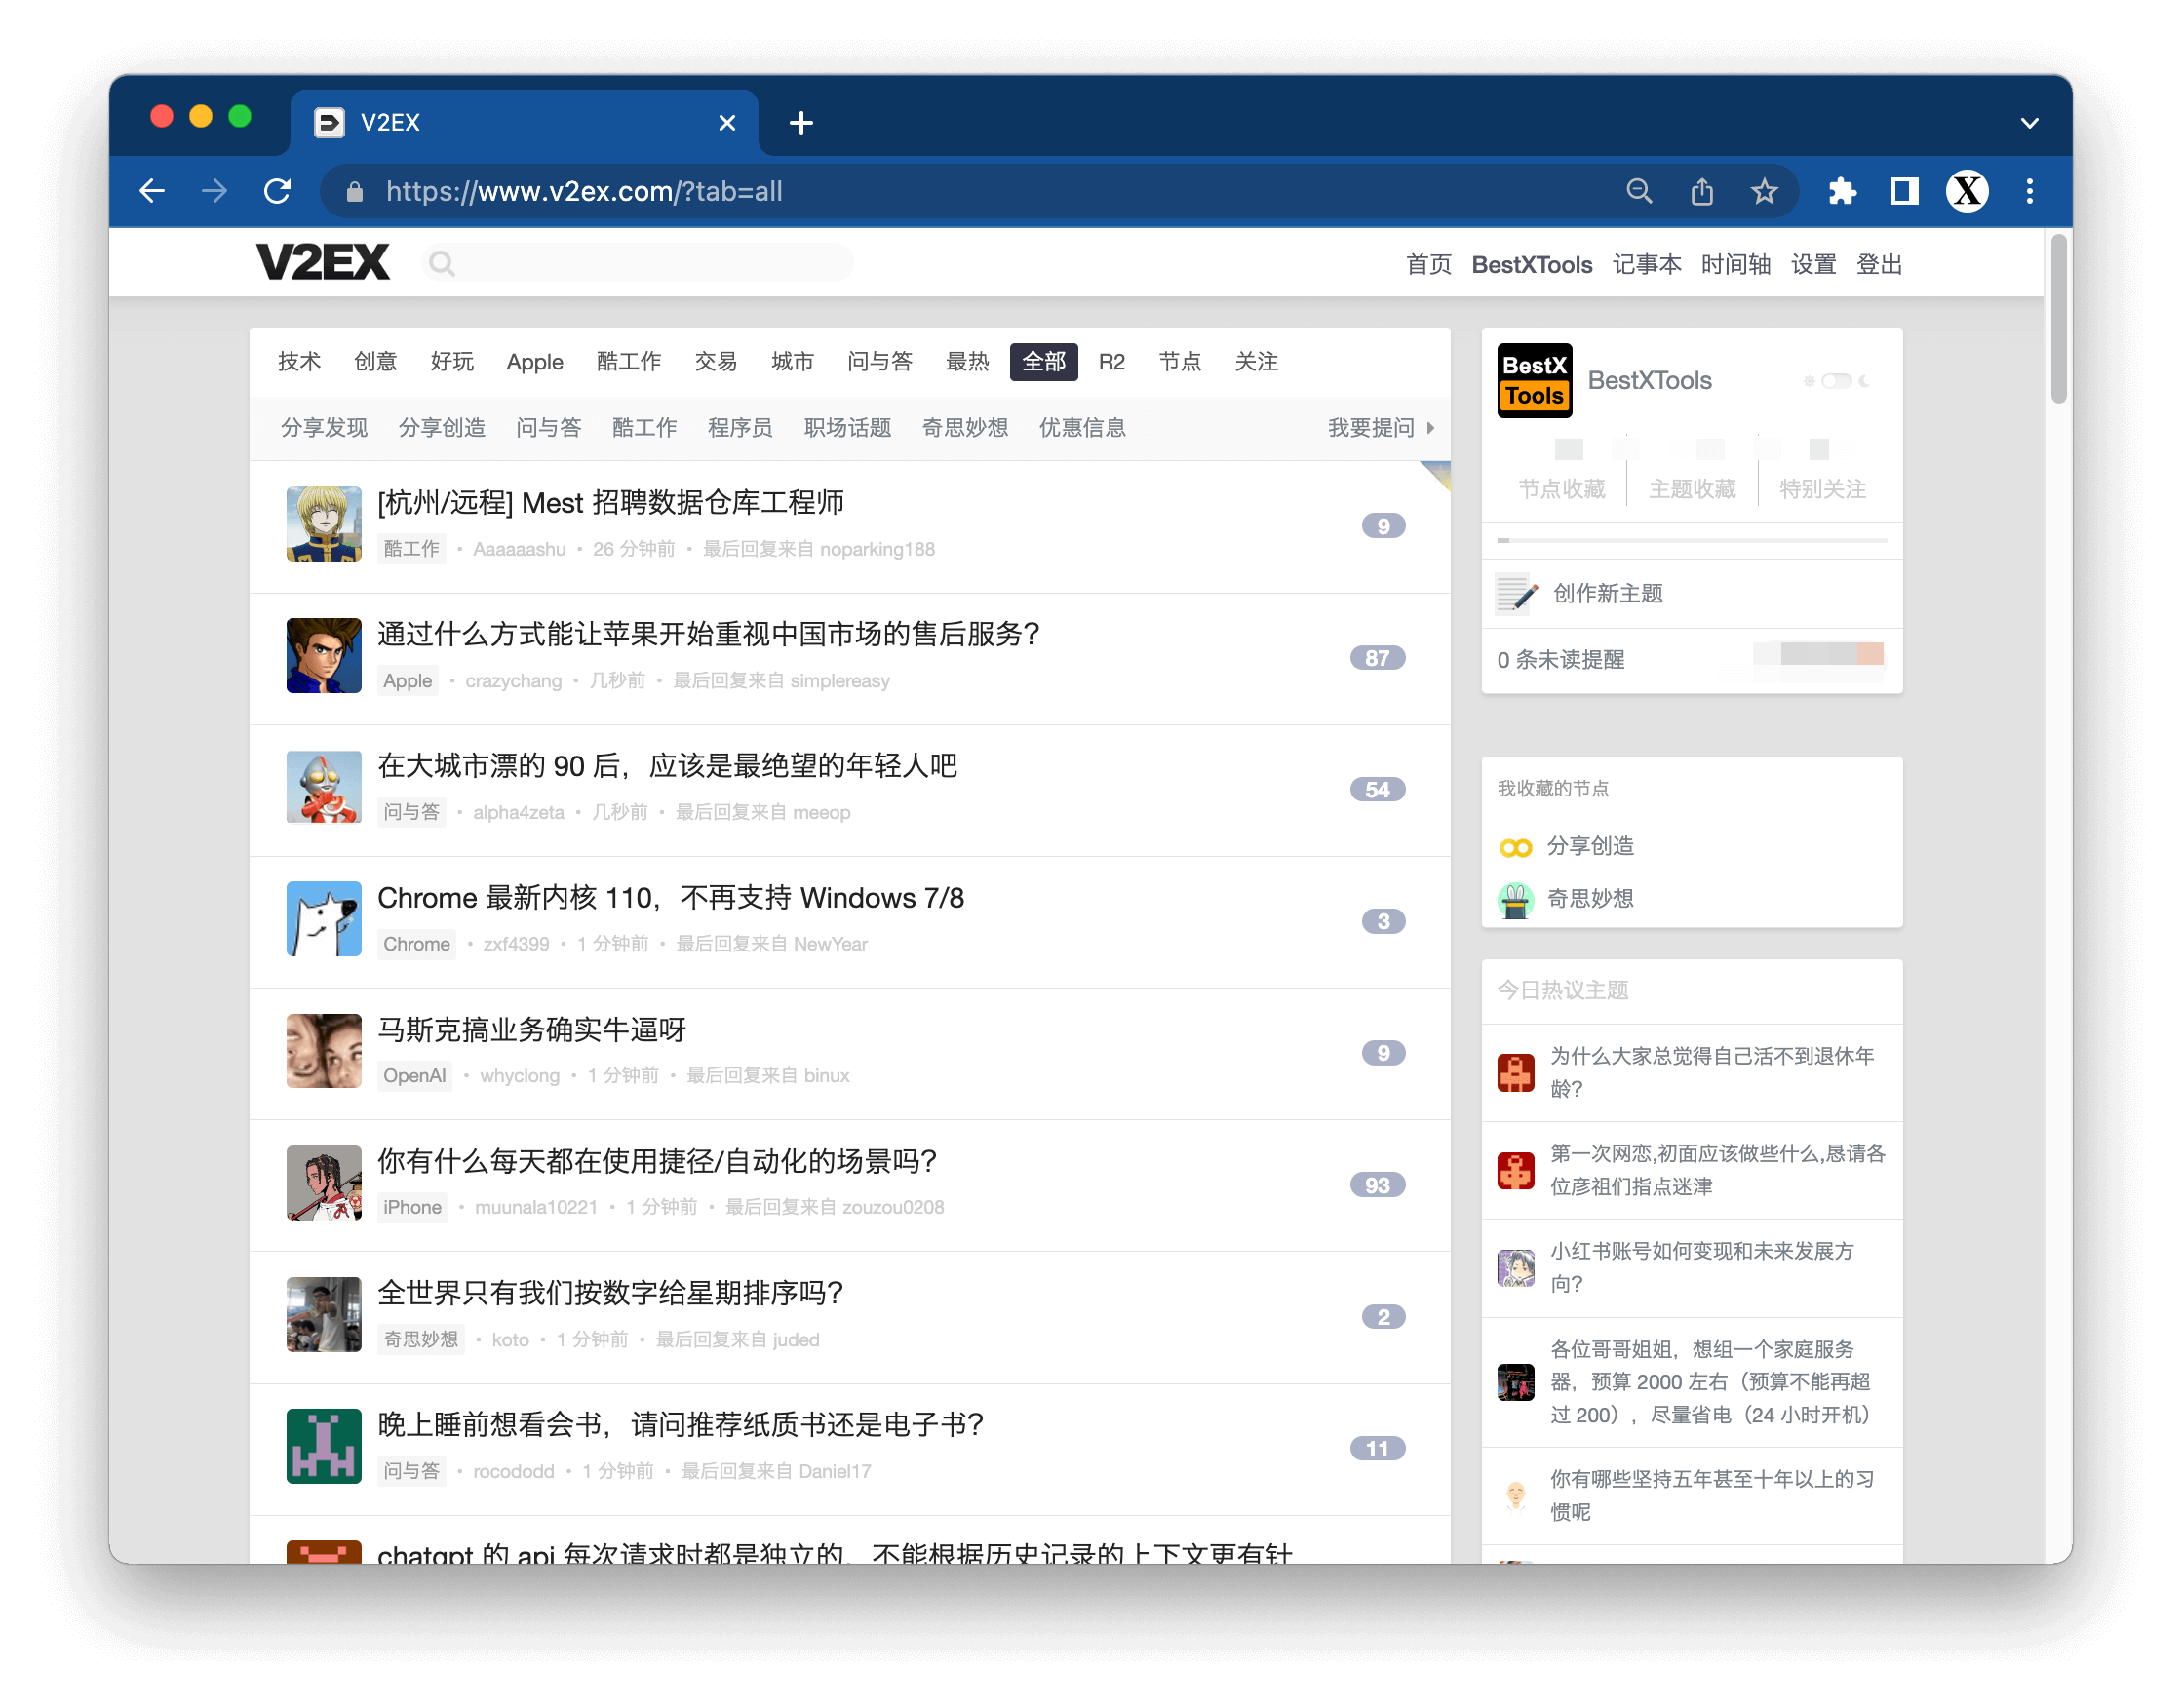 V2EX
https://www.v2ex.com/?tab=all
X
V2EX
首页 BestXTools 记事本 时间轴 设置 登出
技术 创意 好玩 Apple 酷工作 交易 城市 问与答 最热 全部 R2 节点 关注
分享发现 分享创造 问与答 酷工作 程序员 职场话题 奇思妙想 优惠信息 我要提问
[杭州/远程] Mest 招聘数据仓库工程师
酷工作 • Aaaaaashu • 26 分钟前 • 最后回复来自 noparking188
9
通过什么方式能让苹果开始重视中国市场的售后服务？
Apple • crazychang • 几秒前 • 最后回复来自 simplereasy
87
在大城市漂的 90 后，应该是最绝望的年轻人吧
问与答 • alpha4zeta • 几秒前 • 最后回复来自 meeop
54
Chrome 最新内核 110，不再支持 Windows 7/8
Chrome • zxf4399 • 1 分钟前 • 最后回复来自 NewYear
3
马斯克搞业务确实牛逼呀
OpenAI • whyclong • 1 分钟前 • 最后回复来自 binux
9
你有什么每天都在使用捷径/自动化的场景吗？
iPhone • muunala10221 • 1 分钟前 • 最后回复来自 zouzou0208
93
全世界只有我们按数字给星期排序吗？
奇思妙想 • koto • 1 分钟前 • 最后回复来自 juded
2
晚上睡前想看会书，请问推荐纸质书还是电子书？
问与答 • rocododd • 1 分钟前 • 最后回复来自 Daniel17
11
chatgpt 的 api 每次请求时都是独立的，不能根据历史记录的上下文更有针
BestX
Tools
BestXTools
节点收藏 主题收藏 特别关注
创作新主题
0 条未读提醒
我收藏的节点
分享创造
奇思妙想
今日热议主题
为什么大家总觉得自己活不到退休年
龄？
第一次网恋,初面应该做些什么,恳请各
位彦祖们指点迷津
小红书账号如何变现和未来发展方
向？
各位哥哥姐姐，想组一个家庭服务
器，预算 2000 左右（预算不能再超
过 200），尽量省电（24 小时开机）
你有哪些坚持五年甚至十年以上的习
惯呢